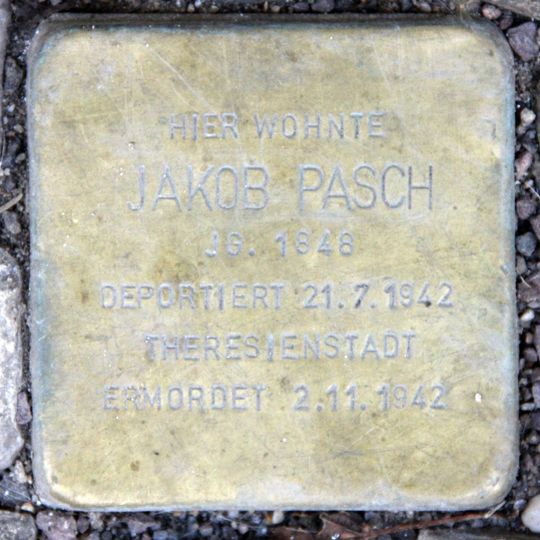 HIER WOHNTE
JAKOB PASCH
JG. 1848
DEPORTIERT 21.7.1942
THERESIENSTADT
ERMORDET 2.11.1942